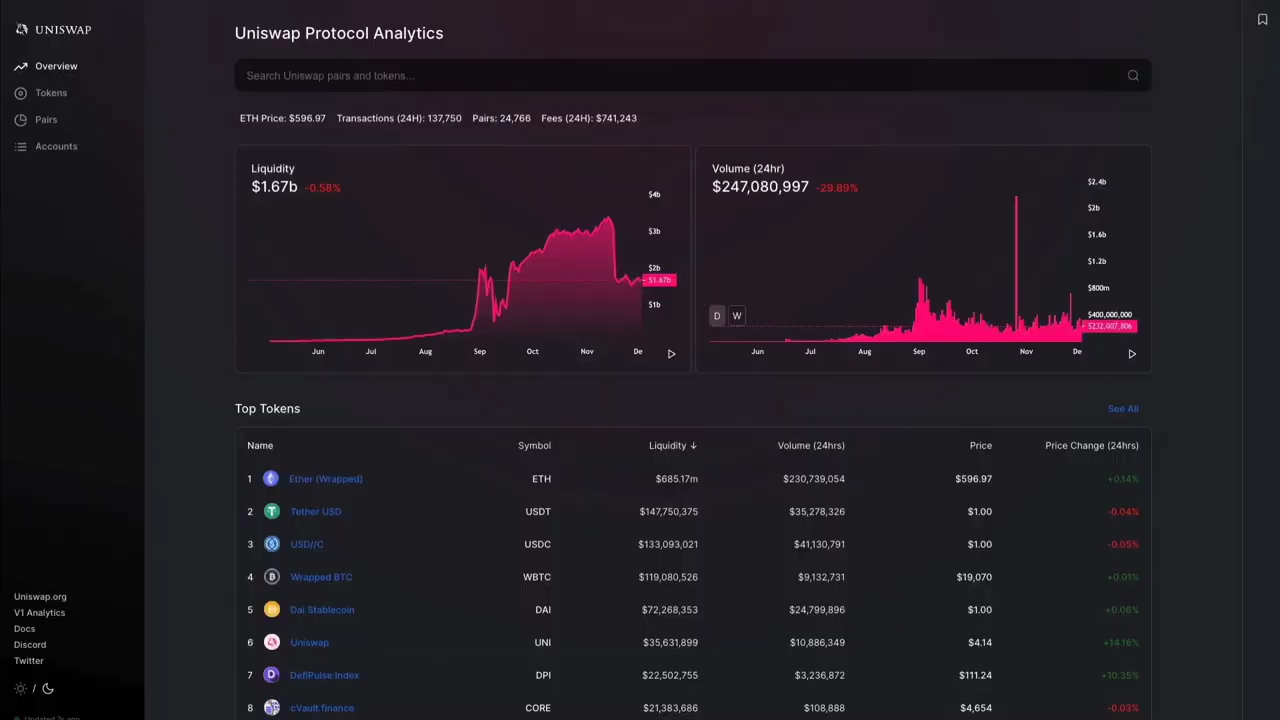 UNISWAP
Overview
Tokens
Pairs
Accounts
Uniswap.org
V1 Analytics
Docs
Discord
Twitter
/
Updated 7s ago
Uniswap Protocol Analytics
Search Uniswap pairs and tokens...
ETH Price: $596.97 Transactions (24H): 137,750 Pairs: 24,766 Fees (24H): $741,243
Liquidity
$1.67b -0.58%
$4b
$3b
$2b
$1.67b
$1b
Jun Jul Aug Sep Oct Nov De
Volume (24hr)
$247,080,997 -29.89%
$2.4b
$2b
$1.6b
$1.2b
$800m
$400,000,000
$232,007,806
D W
Jun Jul Aug Sep Oct Nov De
Top Tokens See All
Name Symbol Liquidity ↓ Volume (24hrs) Price Price Change (24hrs)
1 Ether (Wrapped) ETH $685.17m $230,739,054 $596.97 +0.14%
2 Tether USD USDT $147,750,375 $35,278,326 $1.00 -0.04%
3 USD//C USDC $133,093,021 $41,130,791 $1.00 -0.05%
4 Wrapped BTC WBTC $119,080,526 $9,132,731 $19,070 +0.01%
5 Dai Stablecoin DAI $72,268,353 $24,799,896 $1.00 +0.06%
6 Uniswap UNI $35,631,899 $10,886,349 $4.14 +14.16%
7 DefiPulse Index DPI $22,502,755 $3,236,872 $111.24 +10.35%
8 cVault.finance CORE $21,383,686 $108,888 $4,654 -0.03%